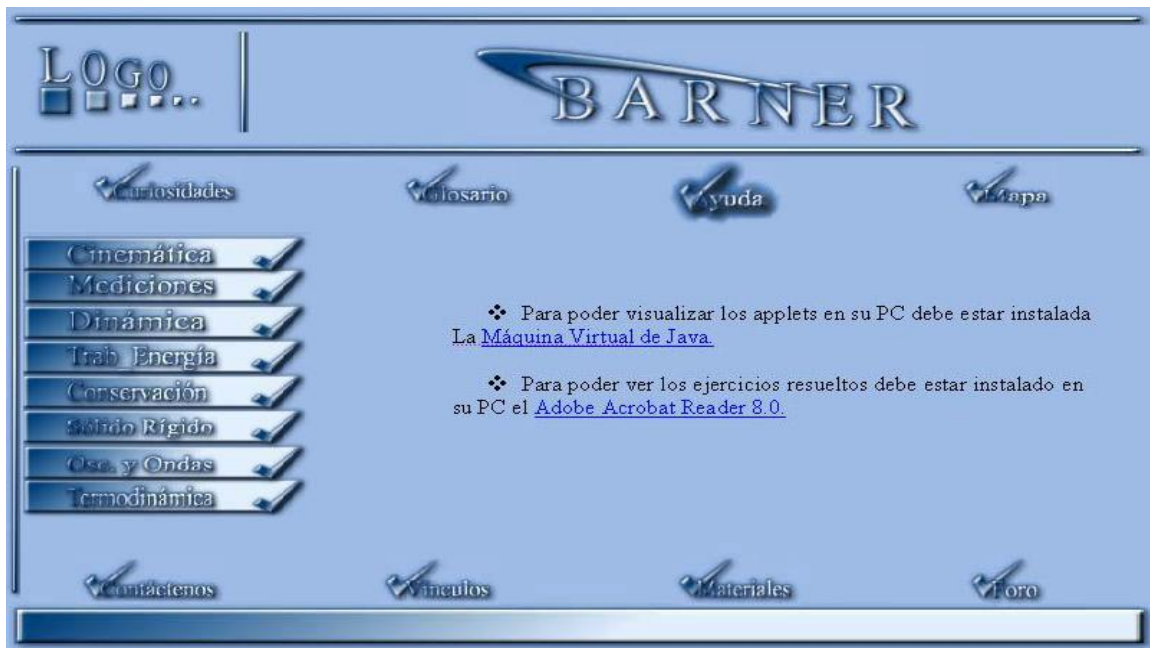 LOGO...
BARNER
Curiosidades
Glosario
Ayuda
Mapa
Cinemática
Mediciones
Dinámica
Trab_Energía
Conservación
Sólido Rígido
Osc. y Ondas
Termodinámica
❖ Para poder visualizar los applets en su PC debe estar instalada
La Máquina Virtual de Java.
❖ Para poder ver los ejercicios resueltos debe estar instalado en
su PC el Adobe Acrobat Reader 8.0.
Contáctenos
Vínculos
Materiales
Foro